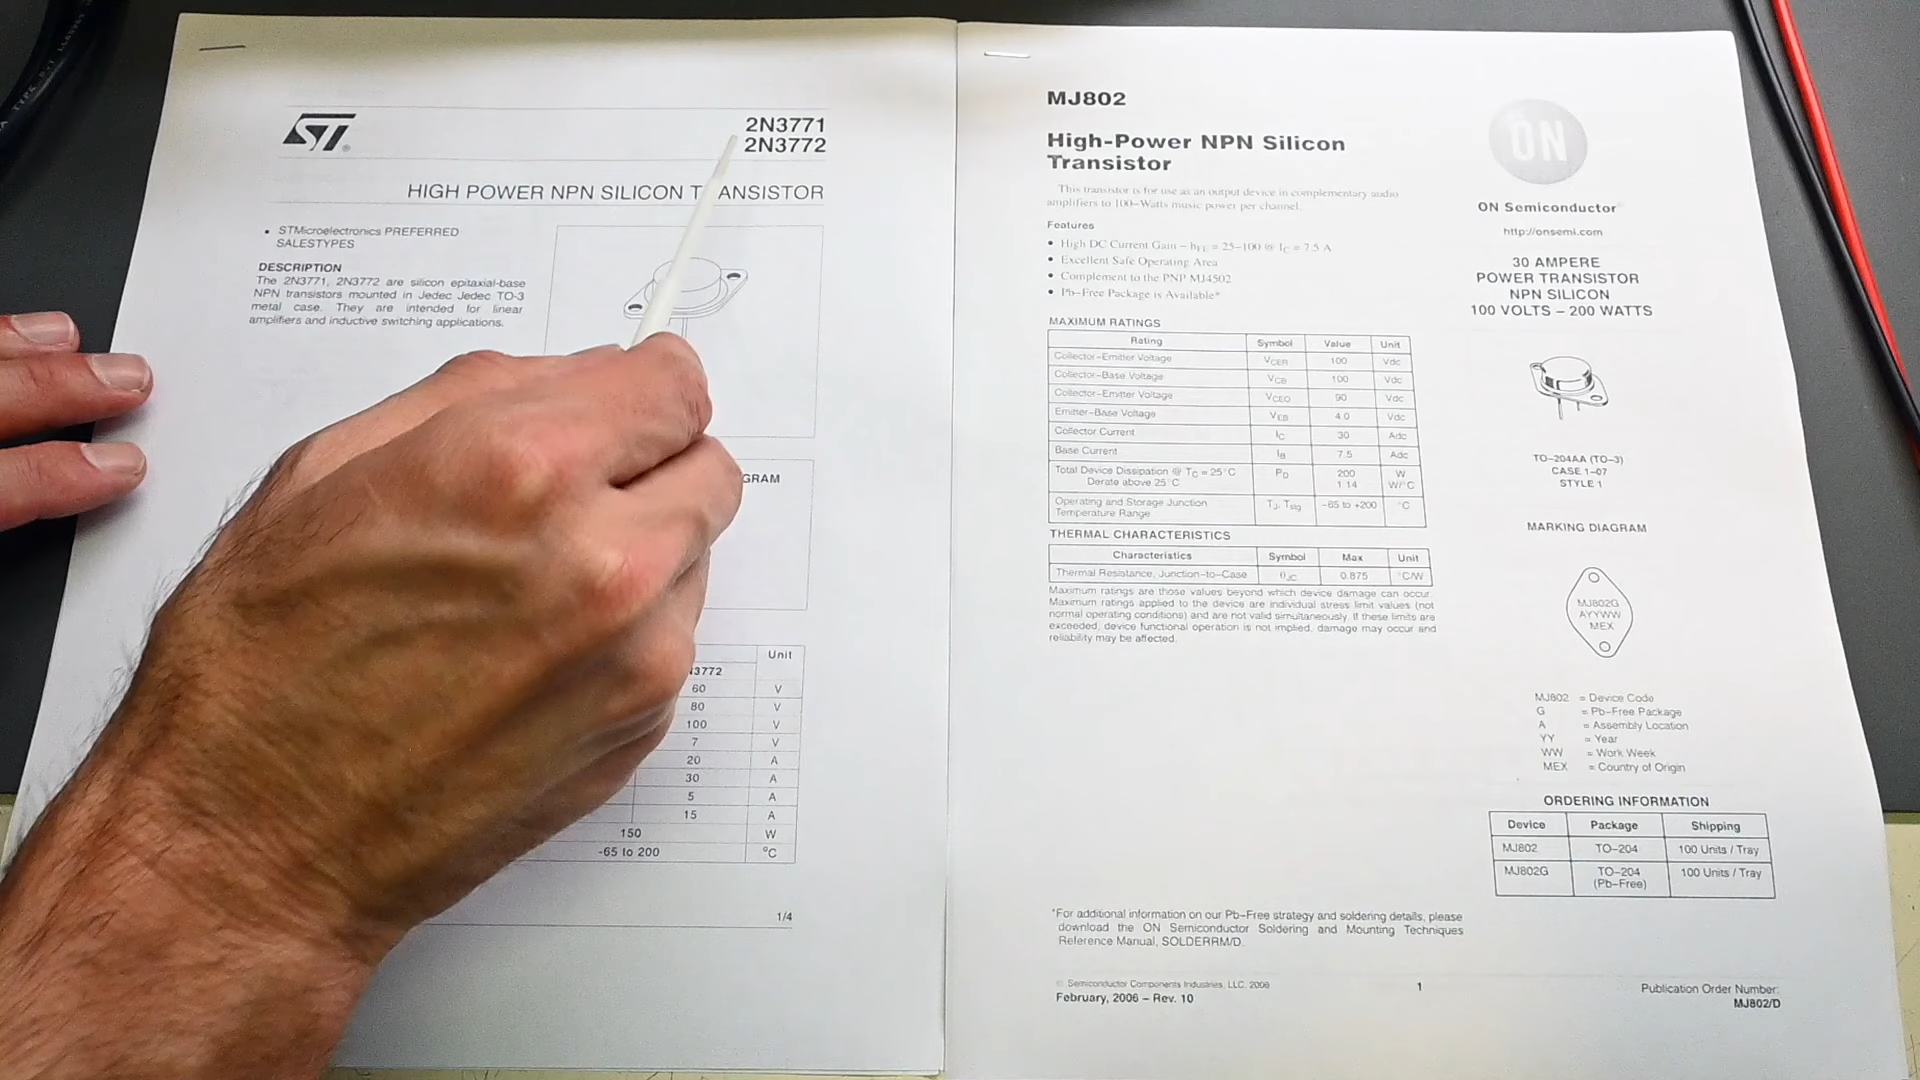 ST
2N3771
2N3772
HIGH POWER NPN SILICON T ANSISTOR
• STMicroelectronics PREFERRED
SALESTYPES
DESCRIPTION
The 2N3771, 2N3772 are silicon epitaxial-base
NPN transistors mounted in Jedec Jedec TO-3
metal case. They are intended for linear
amplifiers and inductive switching applications.
GRAM
Unit
N3772
60 V
80 V
100 V
7 V
20 A
30 A
5 A
15 A
150 W
-65 to 200 °C
1/4
MJ802
High-Power NPN Silicon
Transistor
This transistor is for use as an output device in complementary audio
amplifiers to 100-Watts music power per channel.
Features
• High DC Current Gain – hFE = 25–100 @ IC = 7.5 A
• Excellent Safe Operating Area
• Complement to the PNP MJ4502
• Pb-Free Package is Available*
MAXIMUM RATINGS
Rating Symbol Value Unit
Collector-Emitter Voltage VCER 100 Vdc
Collector-Base Voltage VCB 100 Vdc
Collector-Emitter Voltage VCEO 90 Vdc
Emitter-Base Voltage VEB 4.0 Vdc
Collector Current IC 30 Adc
Base Current IB 7.5 Adc
Total Device Dissipation @ TC = 25°C PD 200 W
Derate above 25°C 1.14 W/°C
Operating and Storage Junction TJ, Tstg -65 to +200 °C
Temperature Range
THERMAL CHARACTERISTICS
Characteristics Symbol Max Unit
Thermal Resistance, Junction-to-Case θJC 0.875 °C/W
Maximum ratings are those values beyond which device damage can occur.
Maximum ratings applied to the device are individual stress limit values (not
normal operating conditions) and are not valid simultaneously. If these limits are
exceeded, device functional operation is not implied, damage may occur and
reliability may be affected.
ON
ON Semiconductor
http://onsemi.com
30 AMPERE
POWER TRANSISTOR
NPN SILICON
100 VOLTS – 200 WATTS
TO-204AA (TO-3)
CASE 1-07
STYLE 1
MARKING DIAGRAM
MJ802G
AYYWW
MEX
MJ802 = Device Code
G = Pb-Free Package
A = Assembly Location
YY = Year
WW = Work Week
MEX = Country of Origin
ORDERING INFORMATION
Device Package Shipping
MJ802 TO-204 100 Units / Tray
MJ802G TO-204 100 Units / Tray
(Pb-Free)
*For additional information on our Pb-Free strategy and soldering details, please
download the ON Semiconductor Soldering and Mounting Techniques
Reference Manual, SOLDERRM/D.
© Semiconductor Components Industries, LLC, 2006
February, 2006 – Rev. 10
1
Publication Order Number:
MJ802/D